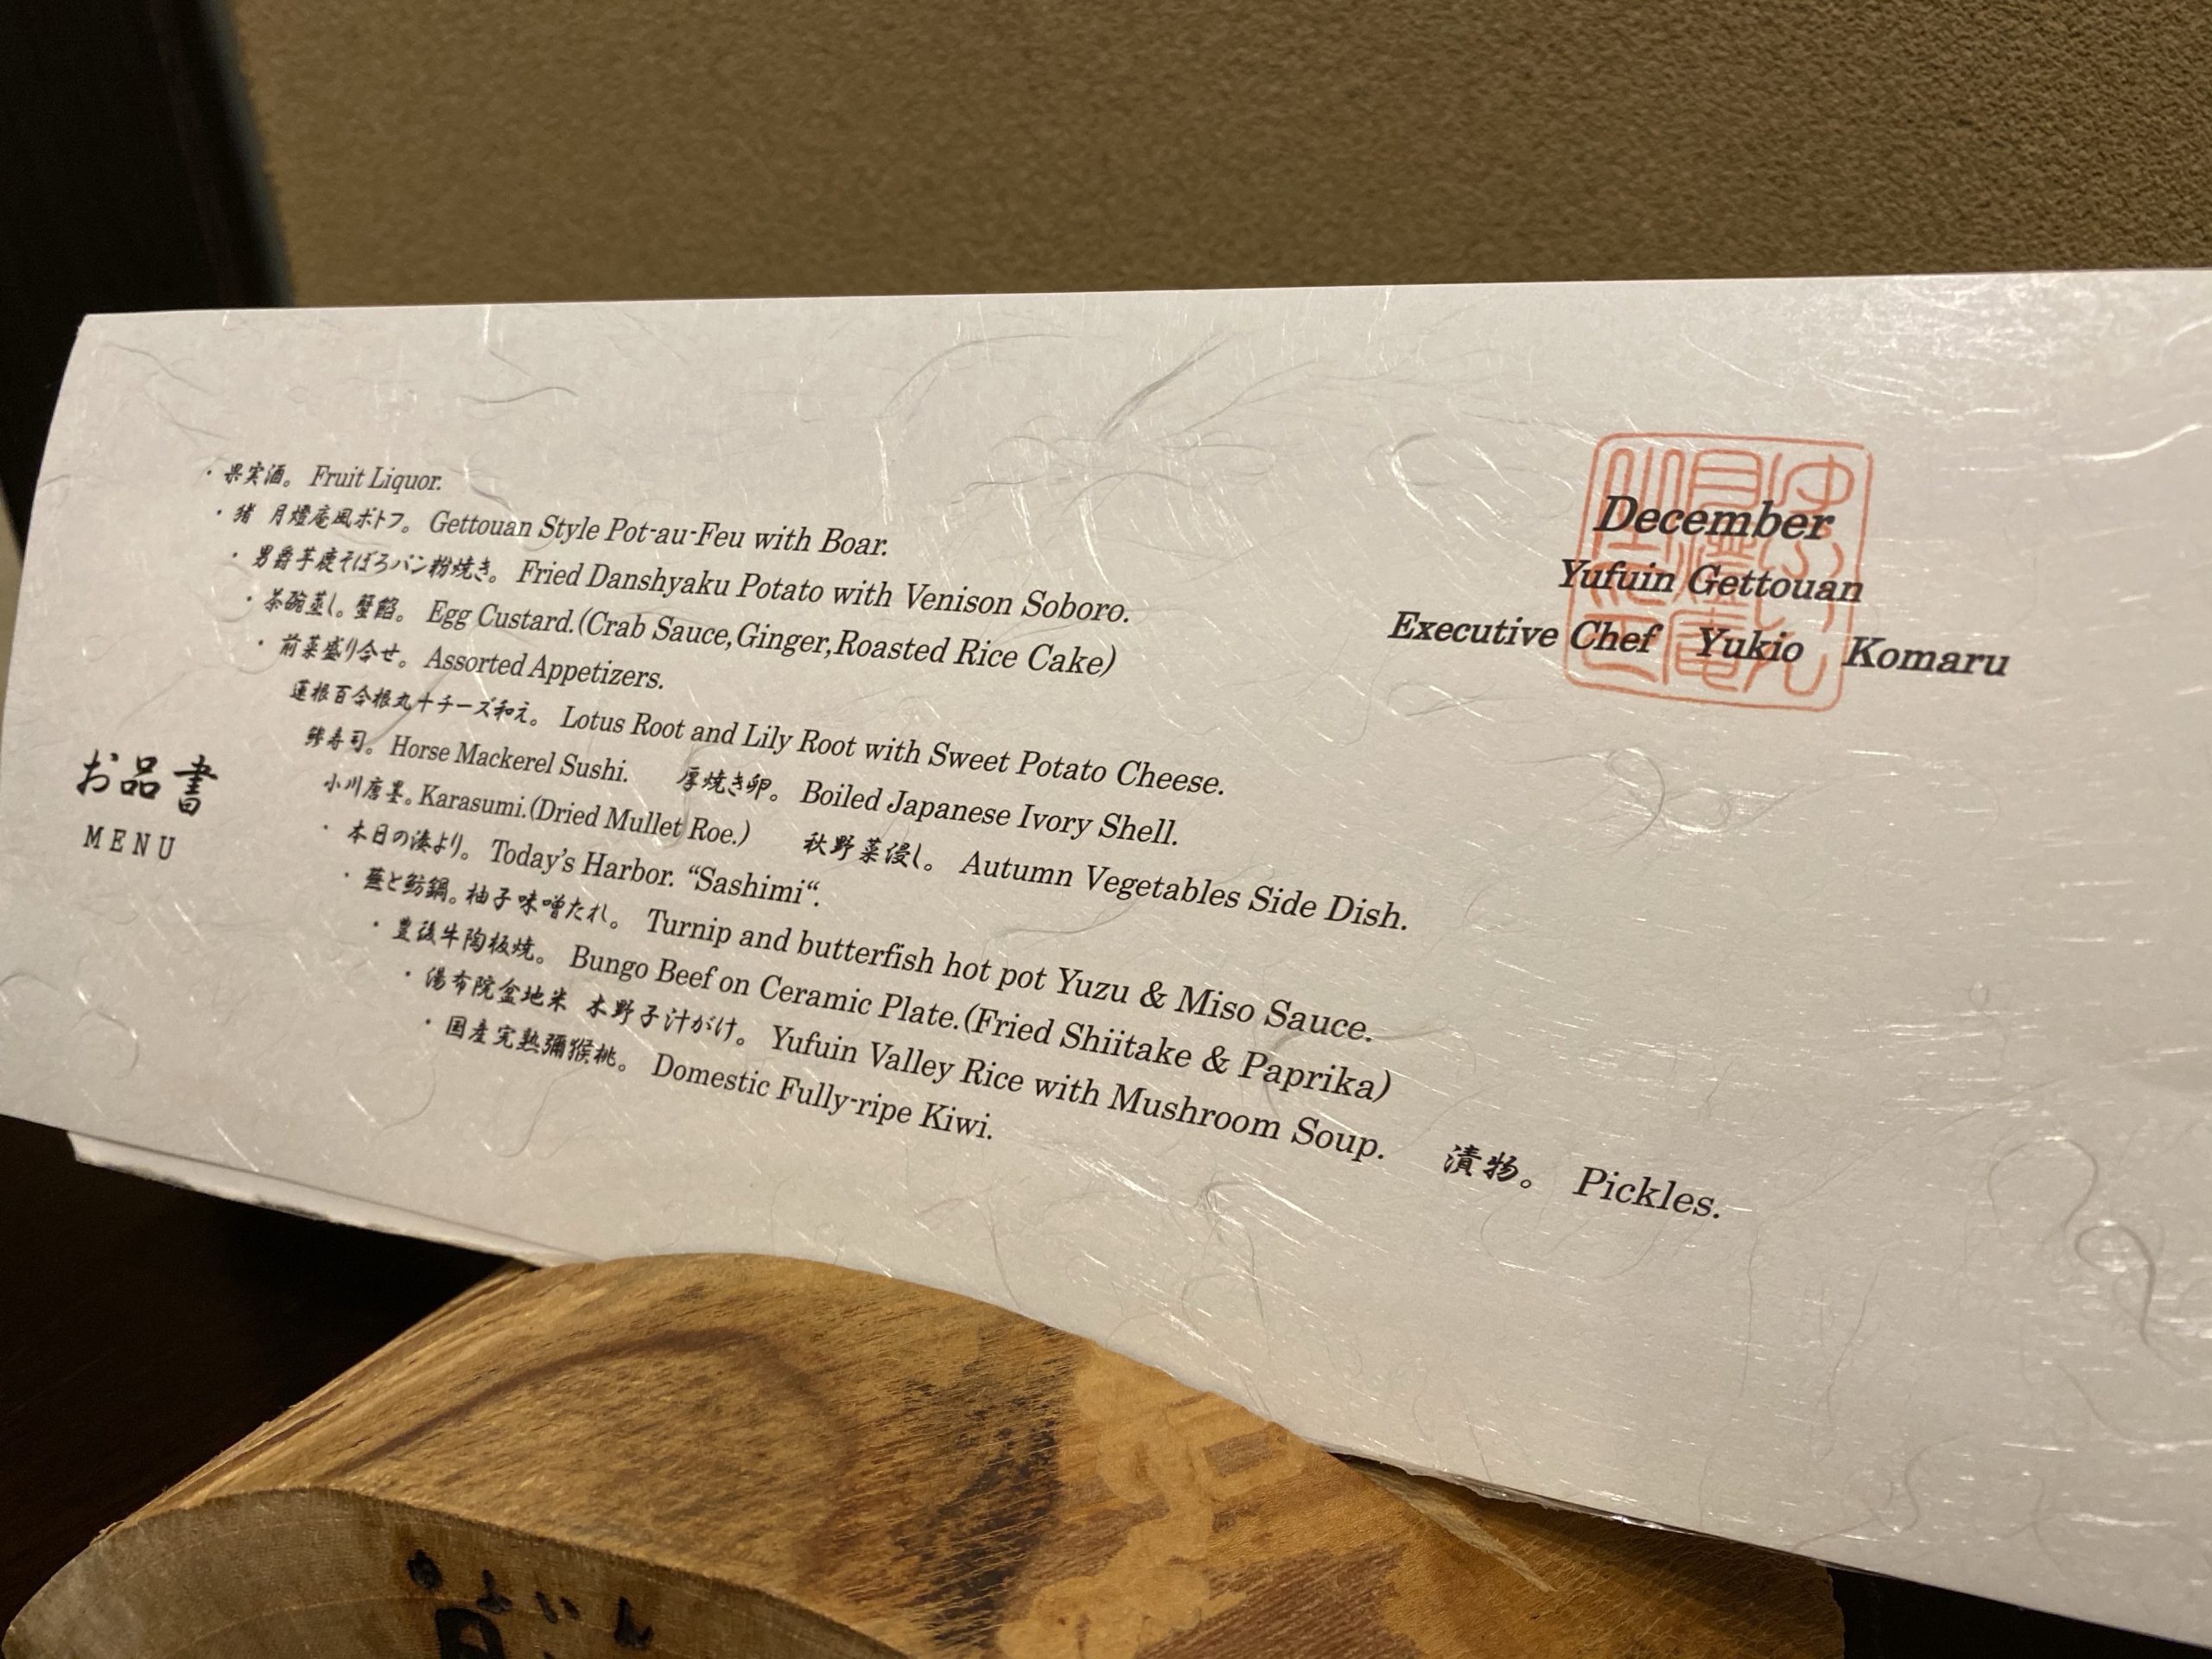 お品書
MENU
・果実酒。 Fruit Liquor.
・猪 月燈庵風ポトフ。 Gettouan Style Pot-au-Feu with Boar.
・男爵芋鹿そぼろパン粉焼き。 Fried Danshyaku Potato with Venison Soboro.
・茶碗蒸し。蟹餡。 Egg Custard.(Crab Sauce,Ginger,Roasted Rice Cake)
・前菜盛り合せ。 Assorted Appetizers.
蓮根百合根丸十チーズ和え。 Lotus Root and Lily Root with Sweet Potato Cheese.
寿司。 Horse Mackerel Sushi. 厚焼き卵。 Boiled Japanese Ivory Shell.
小川唐墨。 Karasumi.(Dried Mullet Roe.) 秋野菜浸し。 Autumn Vegetables Side Dish.
・本日の湊より。 Today's Harbor. “Sashimi“.
・蕪と魴鍋。柚子味噌たれ。 Turnip and butterfish hot pot Yuzu & Miso Sauce.
・豊後牛陶板焼。 Bungo Beef on Ceramic Plate.(Fried Shiitake & Paprika)
・湯布院盆地米 木野子汁がけ。 Yufuin Valley Rice with Mushroom Soup. 漬物。 Pickles.
・国産完熟彌猴桃。 Domestic Fully-ripe Kiwi.
December
Yufuin Gettouan
Executive Chef Yukio Komaru